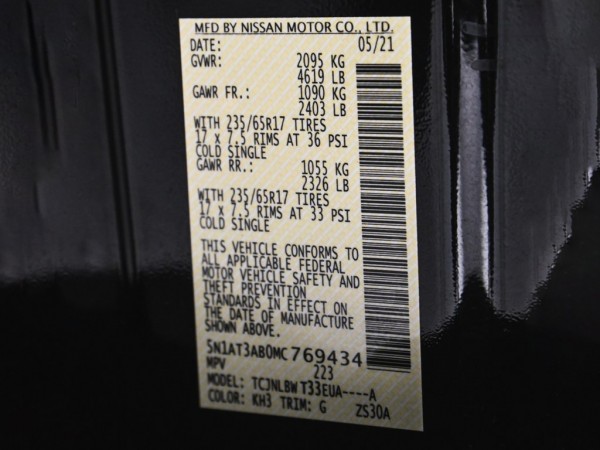 MFD BY NISSAN MOTOR CO., LTD.
DATE: 05/21
GVWR: 2095 KG
4619 LB
GAWR FR.: 1090 KG
2403 LB
WITH 235/65R17 TIRES
17 x 7.5 RIMS AT 36 PSI
COLD SINGLE
GAWR RR.: 1055 KG
2326 LB
WITH 235/65R17 TIRES
17 x 7.5 RIMS AT 33 PSI
COLD SINGLE
THIS VEHICLE CONFORMS TO
ALL APPLICABLE FEDERAL
MOTOR VEHICLE SAFETY AND
THEFT PREVENTION
STANDARDS IN EFFECT ON
THE DATE OF MANUFACTURE
SHOWN ABOVE.
5N1AT3AB0MC769434
MPV 223
MODEL: TCJNLBW T33EUA----A
COLOR: KH3 TRIM: G ZS30A